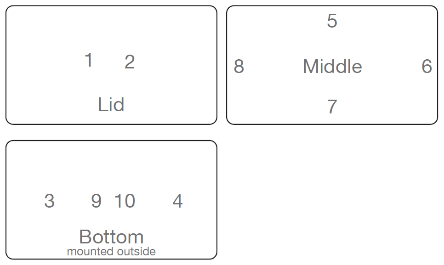 1 2
Lid
5
8 Middle 6
7
3 9 10 4
Bottom
mounted outside